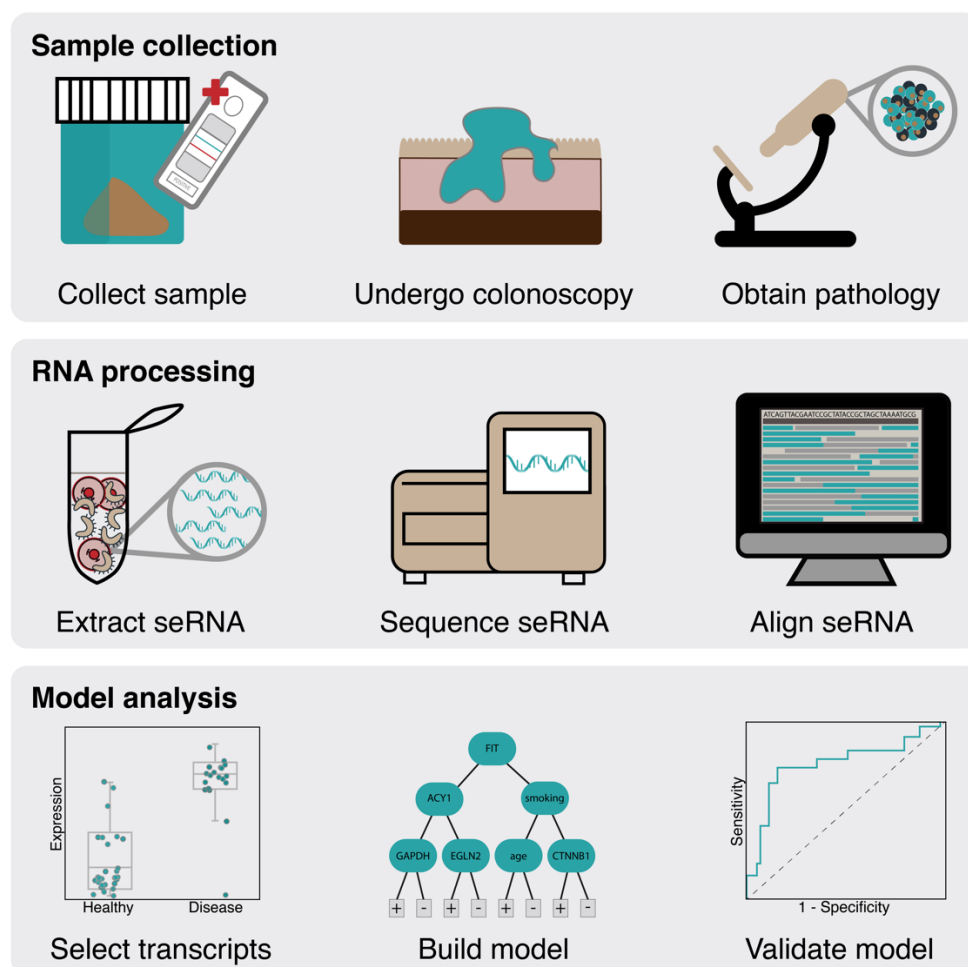 Sample collection
POSITIVE
Collect sample
Undergo colonoscopy
Obtain pathology
RNA processing
ATCAGTTACGAATCCGCTATACCGCTAGCTAAAATGCG
Extract seRNA
Sequence seRNA
Align seRNA
Model analysis
Expression
Healthy
Disease
Select transcripts
FIT
ACY1
smoking
GAPDH
EGLN2
age
CTNNB1
+ - + - + - + -
Build model
Sensitivity
1 - Specificity
Validate model